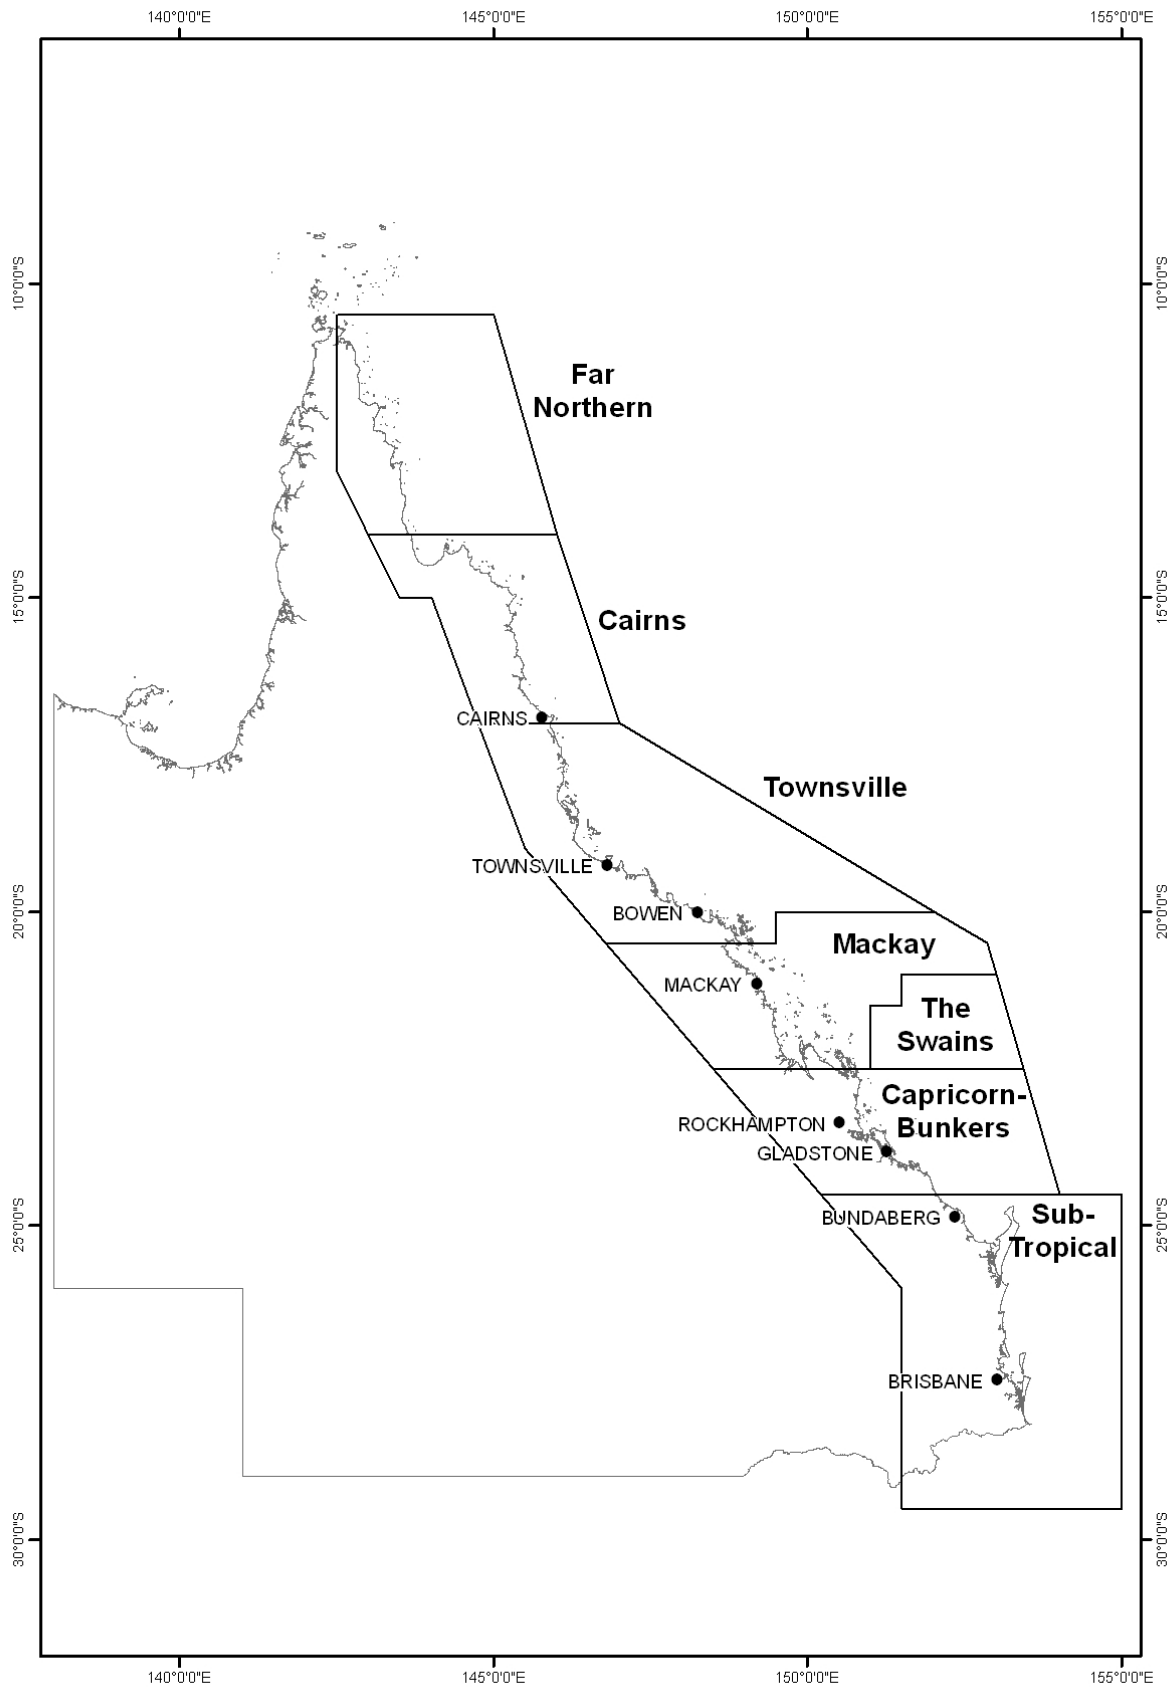 140°0'0"E
145°0'0"E
150°0'0"E
155°0'0"E
10°0'0"S
10°0'0"S
Far
Northern
15°0'0"S
15°0'0"S
Cairns
CAIRNS
Townsville
TOWNSVILLE
BOWEN
20°0'0"S
20°0'0"S
Mackay
MACKAY
The
Swains
Capricorn-
Bunkers
ROCKHAMPTON
GLADSTONE
BUNDABERG
Sub-
Tropical
25°0'0"S
25°0'0"S
BRISBANE
30°0'0"S
30°0'0"S
140°0'0"E
145°0'0"E
150°0'0"E
155°0'0"E